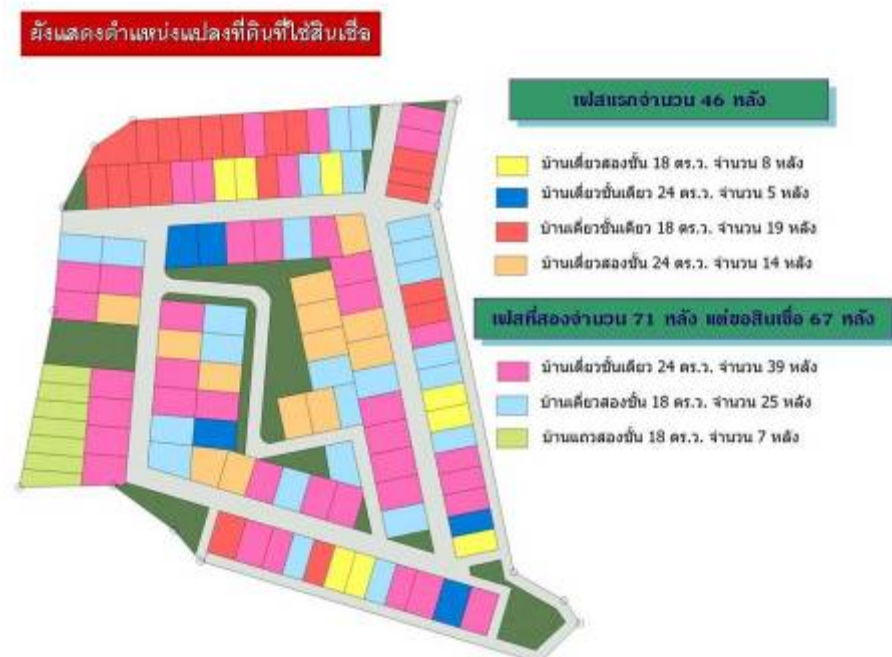 ผังแสดงตำแหน่งแปลงที่ดินที่ใช้สินเชื่อ
เฟสแรกจำนวน 46 หลัง
บ้านเดี่ยวสองชั้น 18 ตร.ว. จำนวน 8 หลัง
บ้านเดี่ยวชั้นเดียว 24 ตร.ว. จำนวน 5 หลัง
บ้านเดี่ยวชั้นเดียว 18 ตร.ว. จำนวน 19 หลัง
บ้านเดี่ยวสองชั้น 24 ตร.ว. จำนวน 14 หลัง
เฟสที่สองจำนวน 71 หลัง แต่ขอสินเชื่อ 67 หลัง
บ้านเดี่ยวชั้นเดียว 24 ตร.ว. จำนวน 39 หลัง
บ้านเดี่ยวสองชั้น 18 ตร.ว. จำนวน 25 หลัง
บ้านแถวสองชั้น 18 ตร.ว. จำนวน 7 หลัง